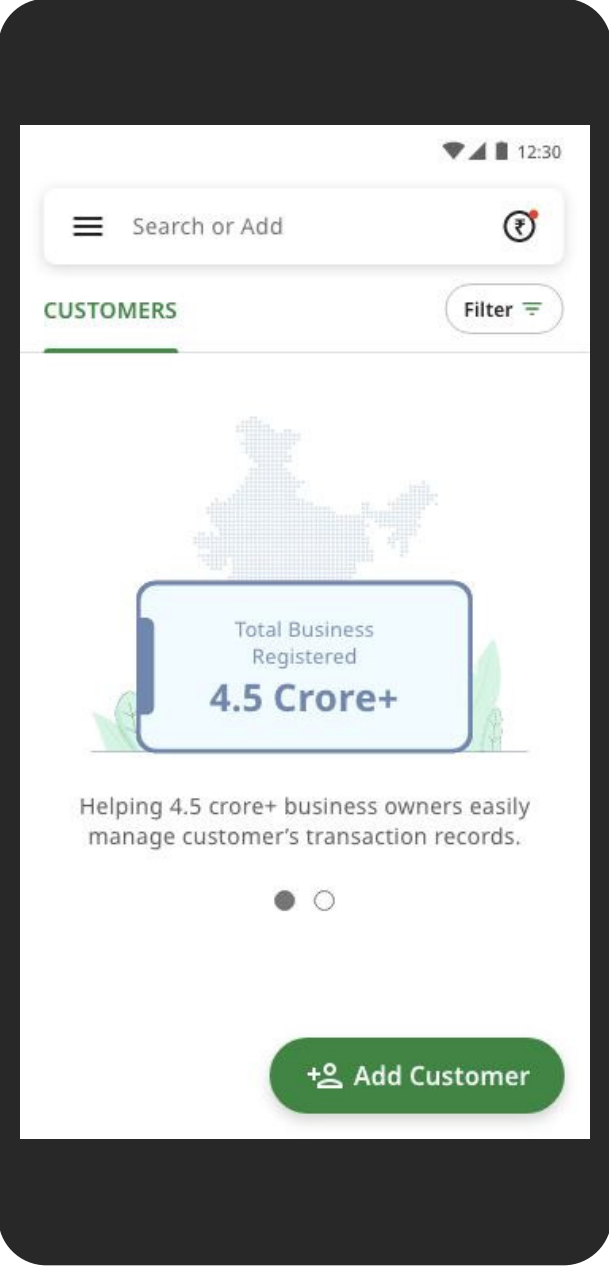 12:30
Search or Add
₹
CUSTOMERS
Filter
Total Business
Registered
4.5 Crore+
Helping 4.5 crore+ business owners easily
manage customer’s transaction records.
Add Customer